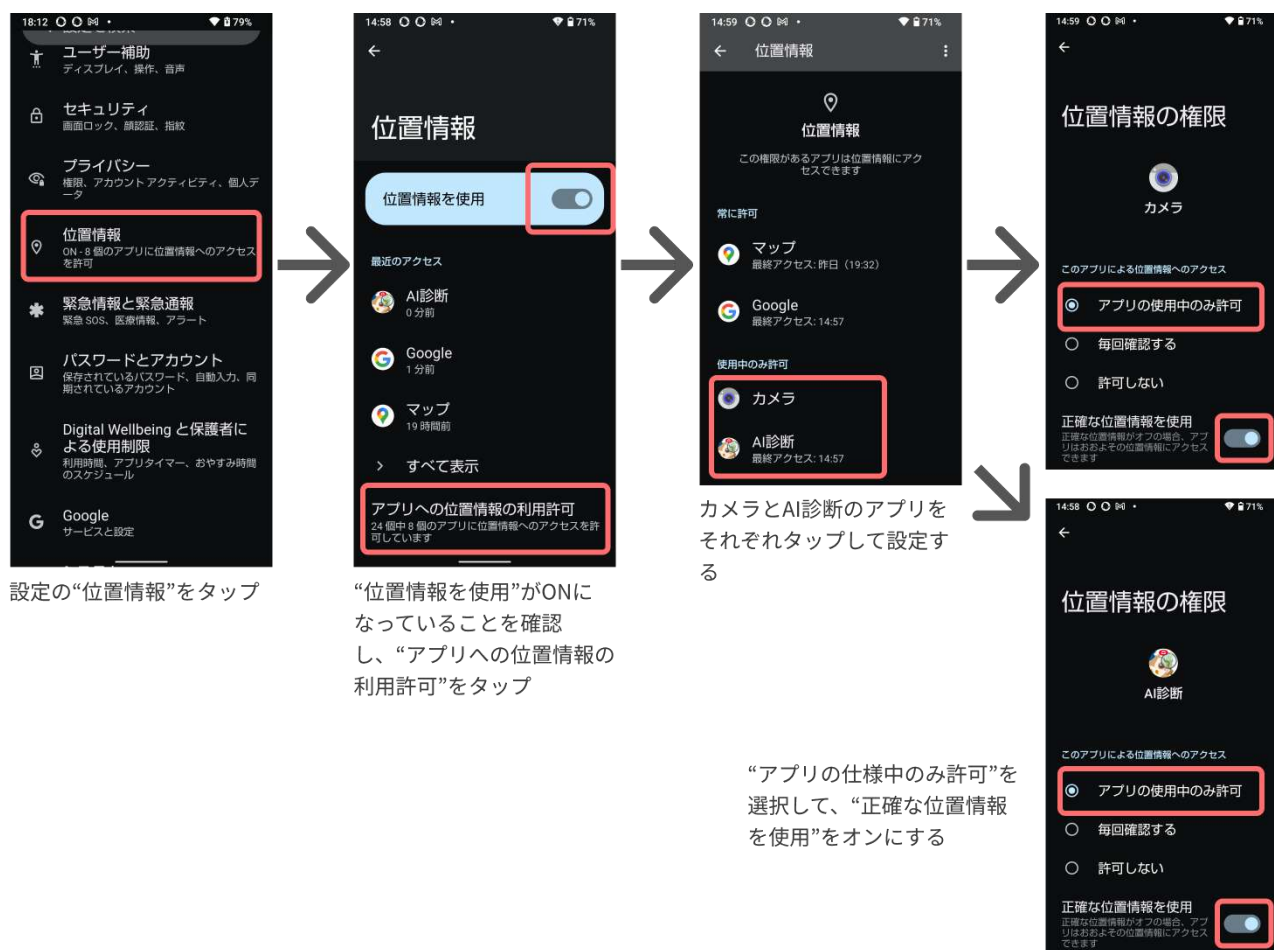 18:12
79%
ユーザー補助
ディスプレイ、操作、音声
セキュリティ
画面ロック、顔認証、指紋
プライバシー
権限、アカウント アクティビティ、個人デ
ータ
位置情報
ON - 8 個のアプリに位置情報へのアクセス
を許可
緊急情報と緊急通報
緊急 SOS、医療情報、アラート
パスワードとアカウント
保存されているパスワード、自動入力、同
期されているアカウント
Digital Wellbeing と保護者に
よる使用制限
利用時間、アプリタイマー、おやすみ時間
のスケジュール
Google
サービスと設定
設定の“位置情報”をタップ
14:58
71%
位置情報
位置情報を使用
最近のアクセス
AI診断
0 分前
Google
1 分前
マップ
19 時間前
すべて表示
アプリへの位置情報の利用許可
24 個中 8 個のアプリに位置情報へのアクセスを許
可しています
“位置情報を使用”がONに
なっていることを確認
し、“アプリへの位置情報の
利用許可”をタップ
14:59
71%
位置情報
位置情報
この権限があるアプリは位置情報にアク
セスできます
常に許可
マップ
最終アクセス: 昨日（19:32）
Google
最終アクセス: 14:57
使用中のみ許可
カメラ
AI診断
最終アクセス: 14:57
カメラとAI診断のアプリを
それぞれタップして設定す
る
14:59
71%
位置情報の権限
カメラ
このアプリによる位置情報へのアクセス
アプリの使用中のみ許可
毎回確認する
許可しない
正確な位置情報を使用
正確な位置情報がオフの場合、アプ
リはおおよその位置情報にアクセス
できます
“アプリの仕様中のみ許可”を
選択して、“正確な位置情報
を使用”をオンにする
14:58
71%
位置情報の権限
AI診断
このアプリによる位置情報へのアクセス
アプリの使用中のみ許可
毎回確認する
許可しない
正確な位置情報を使用
正確な位置情報がオフの場合、アプ
リはおおよその位置情報にアクセス
できます